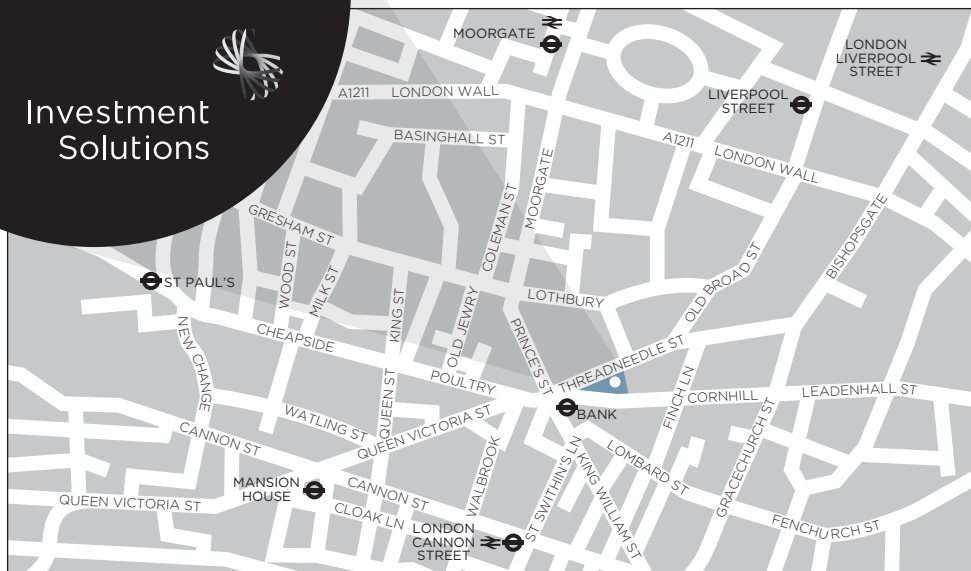 Investment
Solutions
MOORGATE
LONDON
LIVERPOOL
STREET
LIVERPOOL
STREET
A1211 LONDON WALL
BASINGHALL ST
A1211 LONDON WALL
MOORGATE
COLEMAN ST
BISHOPSGATE
GRESHAM ST
WOOD ST
MILK ST
ST PAUL'S
KING ST
OLD JEWRY
LOTHBURY
OLD BROAD ST
NEW CHANGE
CHEAPSIDE
PRINCE'S ST
THREADNEEDLE ST
POULTRY
BANK
FINCH LN
CORNHILL
LEADENHALL ST
QUEEN ST
WATLING ST
QUEEN VICTORIA ST
CANNON ST
WALBROOK
ST SWITHIN'S LN
KING WILLIAM ST
LOMBARD ST
GRACECHURCH ST
MANSION
HOUSE
CANNON ST
QUEEN VICTORIA ST
CLOAK LN
LONDON
CANNON
STREET
FENCHURCH ST